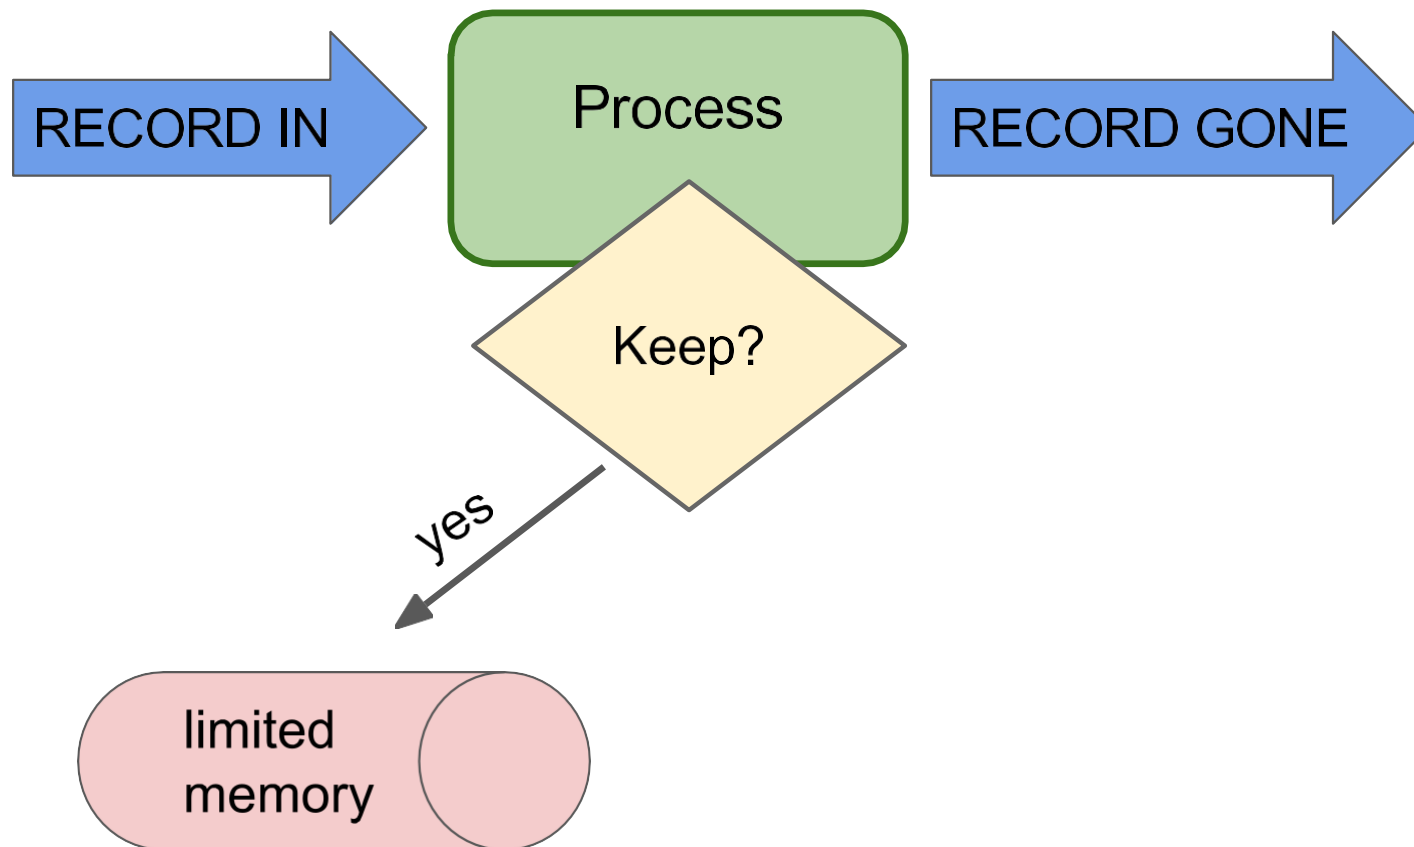 RECORD IN
Process
RECORD GONE
Keep?
yes
limited
memory